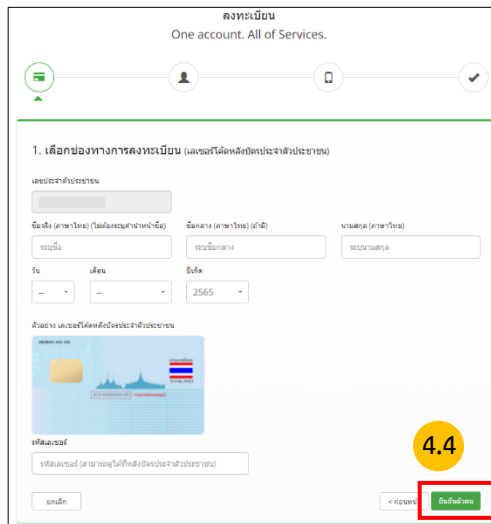 ลงทะเบียน
One account. All of Services.
1. เลือกช่องทางการลงทะเบียน (เลเซอร์โค้ดหลังบัตรประจำตัวประชาชน)
เลขประจำตัวประชาชน
ชื่อจริง (ภาษาไทย) (ไม่ต้องระบุคำนำหน้าชื่อ) ชื่อกลาง (ภาษาไทย) (ถ้ามี) นามสกุล (ภาษาไทย)
ระบุชื่อ ระบุชื่อกลาง ระบุนามสกุล
วัน เดือน ปีเกิด
-- -- 2565
ตัวอย่าง เลเซอร์โค้ดหลังบัตรประจำตัวประชาชน
THAILAND
รหัสเลเซอร์
4.4
รหัสเลเซอร์ (สามารถดูได้ที่หลังบัตรประจำตัวประชาชน)
ยกเลิก < ก่อนหน้า ยืนยันตัวตน